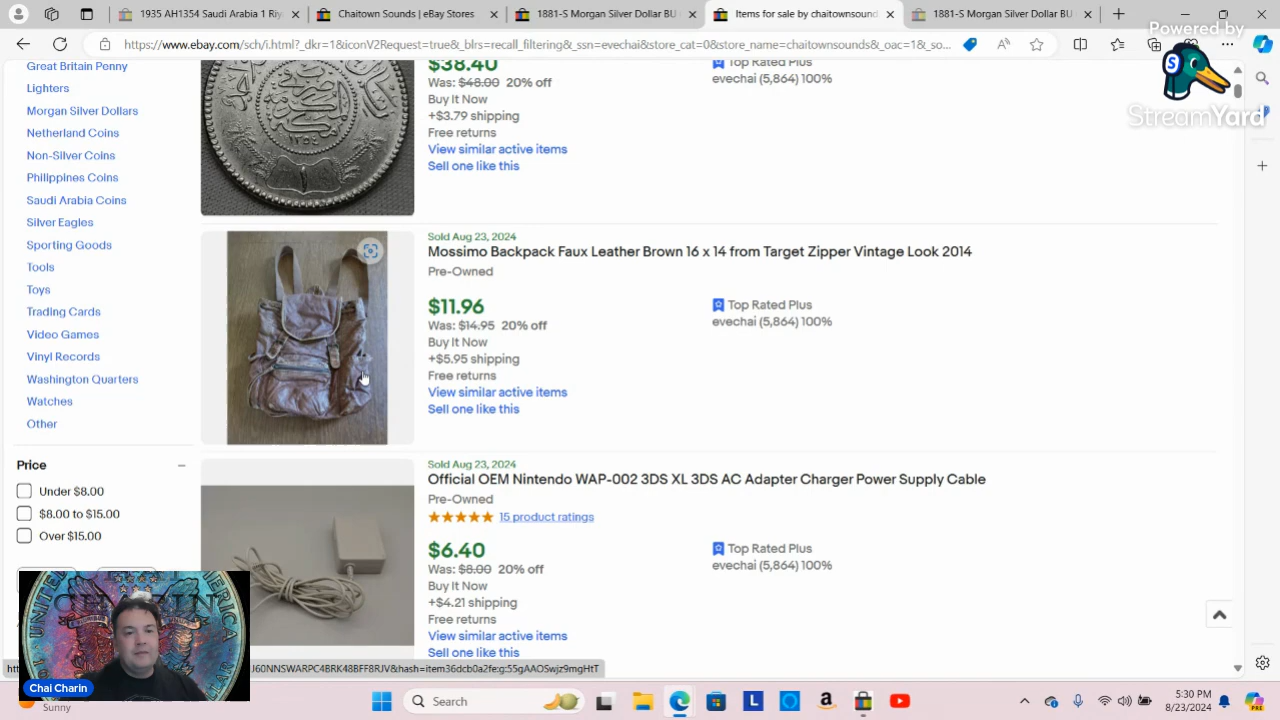 1935 AH1354 Saudi Arabia 1 Riy
Chaitown Sounds | eBay Stores
1881-S Morgan Silver Dollar BU
Items for sale by chaitownsound
1881-S Morgan Silver Dollar BU
https://www.ebay.com/sch/i.html?_dkr=1&iconV2Request=true&_blrs=recall_filtering&_ssn=evechai&store_cat=0&store_name=chaitownsounds&_oac=1&_so...
Powered by
StreamYard
Great Britain Penny
Lighters
Morgan Silver Dollars
Netherland Coins
Non-Silver Coins
Philippines Coins
Saudi Arabia Coins
Silver Eagles
Sporting Goods
Tools
Toys
Trading Cards
Video Games
Vinyl Records
Washington Quarters
Watches
Other
Price
Under $8.00
$8.00 to $15.00
Over $15.00
$38.40
Was: $48.00 20% off
Buy It Now
+$3.79 shipping
Free returns
View similar active items
Sell one like this
Top Rated Plus
evechai (5,864) 100%
Sold Aug 23, 2024
Mossimo Backpack Faux Leather Brown 16 x 14 from Target Zipper Vintage Look 2014
Pre-Owned
$11.96
Was: $14.95 20% off
Buy It Now
+$5.95 shipping
Free returns
View similar active items
Sell one like this
Top Rated Plus
evechai (5,864) 100%
Sold Aug 23, 2024
Official OEM Nintendo WAP-002 3DS XL 3DS AC Adapter Charger Power Supply Cable
Pre-Owned
15 product ratings
$6.40
Was: $8.00 20% off
Buy It Now
+$4.21 shipping
Free returns
View similar active items
Sell one like this
Top Rated Plus
evechai (5,864) 100%
Chai Charin
Sunny
Search
5:30 PM
8/23/2024